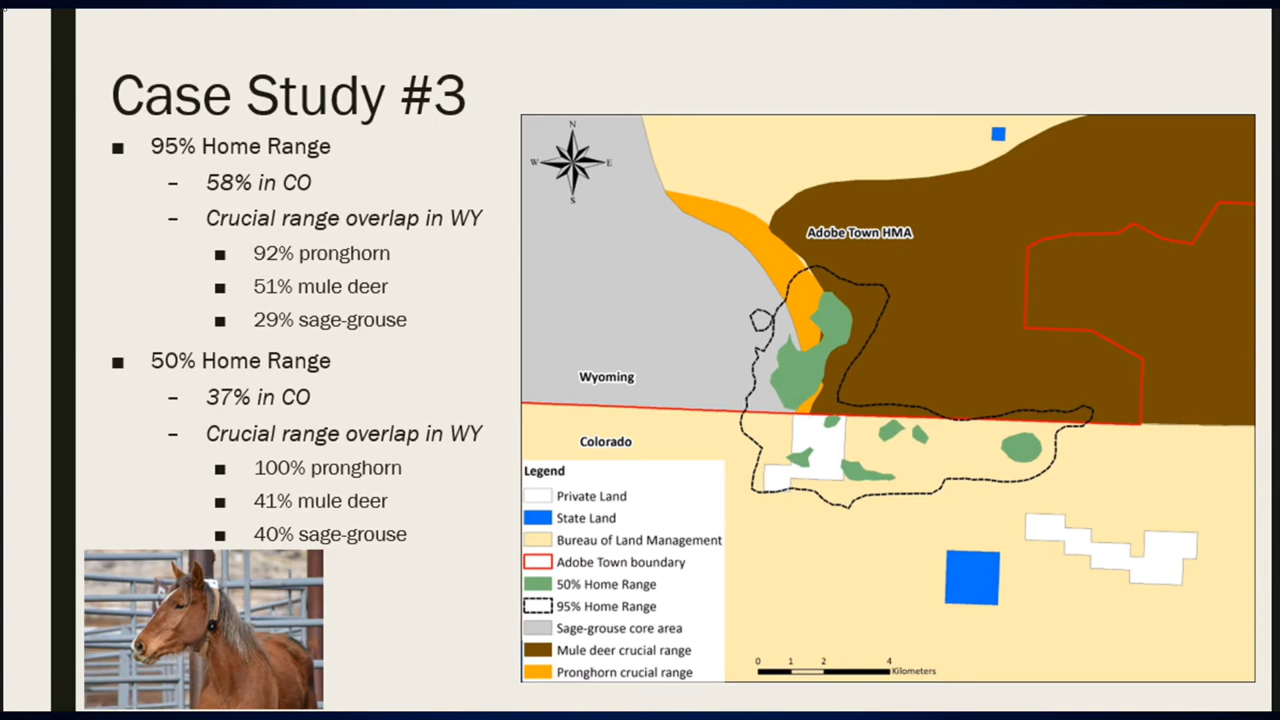 Case Study #3
■ 95% Home Range
– 58% in CO
– Crucial range overlap in WY
■ 92% pronghorn
■ 51% mule deer
■ 29% sage-grouse
■ 50% Home Range
– 37% in CO
– Crucial range overlap in WY
■ 100% pronghorn
■ 41% mule deer
■ 40% sage-grouse
N
W E
S
Adobe Town HMA
Wyoming
Colorado
Legend
Private Land
State Land
Bureau of Land Management
Adobe Town boundary
50% Home Range
95% Home Range
Sage-grouse core area
Mule deer crucial range
Pronghorn crucial range
0 1 2 4
Kilometers